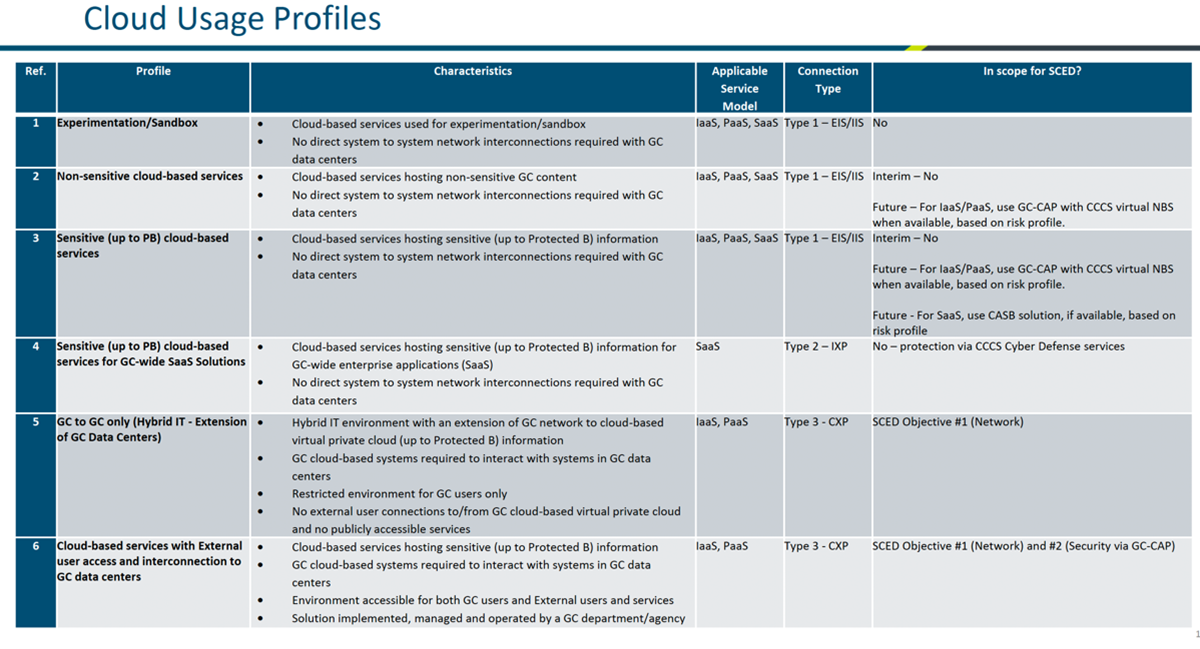 Cloud Usage Profiles
Ref. Profile Characteristics Applicable Service Model Connection Type In scope for SCED?
1 Experimentation/Sandbox
• Cloud-based services used for experimentation/sandbox
• No direct system to system network interconnections required with GC
data centers
IaaS, PaaS, SaaS
Type 1 – EIS/IIS
No
2 Non-sensitive cloud-based services
• Cloud-based services hosting non-sensitive GC content
• No direct system to system network interconnections required with GC
data centers
IaaS, PaaS, SaaS
Type 1 – EIS/IIS
Interim – No
Future – For IaaS/PaaS, use GC-CAP with CCCS virtual NBS
when available, based on risk profile.
3 Sensitive (up to PB) cloud-based
services
• Cloud-based services hosting sensitive (up to Protected B) information
• No direct system to system network interconnections required with GC
data centers
IaaS, PaaS, SaaS
Type 1 – EIS/IIS
Interim – No
Future – For IaaS/PaaS, use GC-CAP with CCCS virtual NBS
when available, based on risk profile.
Future - For SaaS, use CASB solution, if available, based on
risk profile
4 Sensitive (up to PB) cloud-based
services for GC-wide SaaS Solutions
• Cloud-based services hosting sensitive (up to Protected B) information for
GC-wide enterprise applications (SaaS)
• No direct system to system network interconnections required with GC
data centers
SaaS
Type 2 – IXP
No – protection via CCCS Cyber Defense services
5 GC to GC only (Hybrid IT - Extension
of GC Data Centers)
• Hybrid IT environment with an extension of GC network to cloud-based
virtual private cloud (up to Protected B) information
• GC cloud-based systems required to interact with systems in GC data
centers
• Restricted environment for GC users only
• No external user connections to/from GC cloud-based virtual private cloud
and no publicly accessible services
IaaS, PaaS
Type 3 - CXP
SCED Objective #1 (Network)
6 Cloud-based services with External
user access and interconnection to
GC data centers
• Cloud-based services hosting sensitive (up to Protected B) information
• GC cloud-based systems required to interact with systems in GC data
centers
• Environment accessible for both GC users and External users and services
• Solution implemented, managed and operated by a GC department/agency
IaaS, PaaS
Type 3 - CXP
SCED Objective #1 (Network) and #2 (Security via GC-CAP)